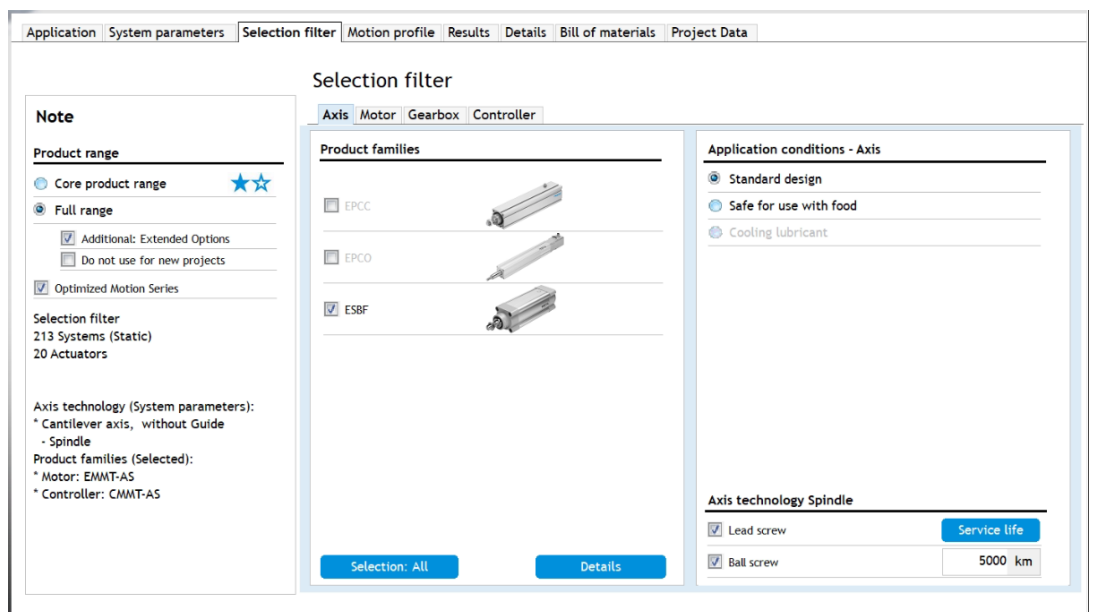 Application System parameters Selection filter Motion profile Results Details Bill of materials Project Data
Selection filter
Note
Product range
Core product range
Full range
Additional: Extended Options
Do not use for new projects
Optimized Motion Series
Selection filter
213 Systems (Static)
20 Actuators
Axis technology (System parameters):
* Cantilever axis, without Guide
- Spindle
Product families (Selected):
* Motor: EMMT-AS
* Controller: CMMT-AS
Axis Motor Gearbox Controller
Product families
EPCC
EPCO
ESBF
Selection: All Details
Application conditions - Axis
Standard design
Safe for use with food
Cooling lubricant
Axis technology Spindle
Lead screw Service life
Ball screw 5000 km